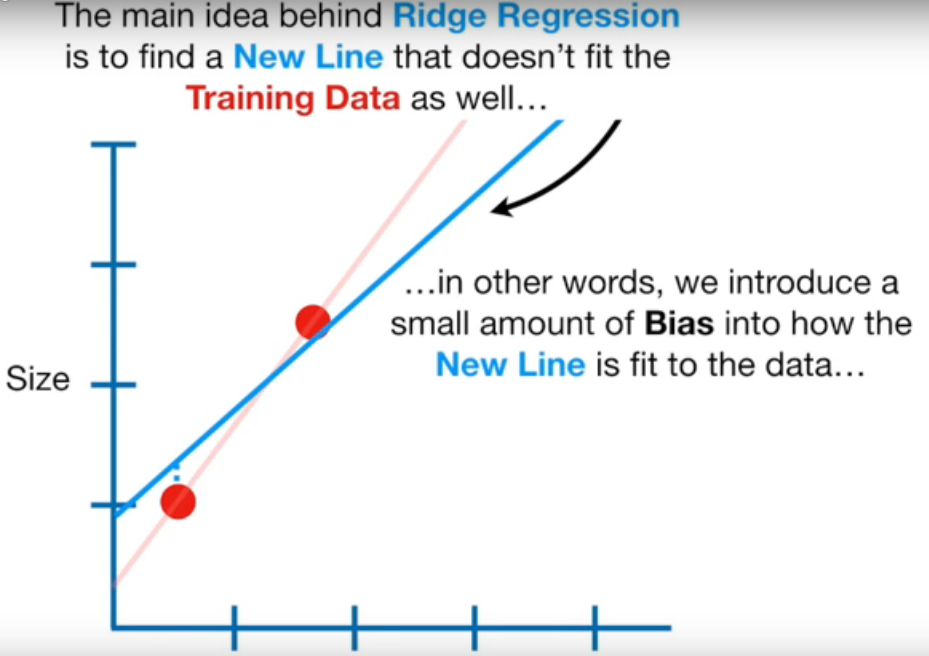 The main idea behind Ridge Regression
is to find a New Line that doesn't fit the
Training Data as well...
...in other words, we introduce a
small amount of Bias into how the
New Line is fit to the data...
Size